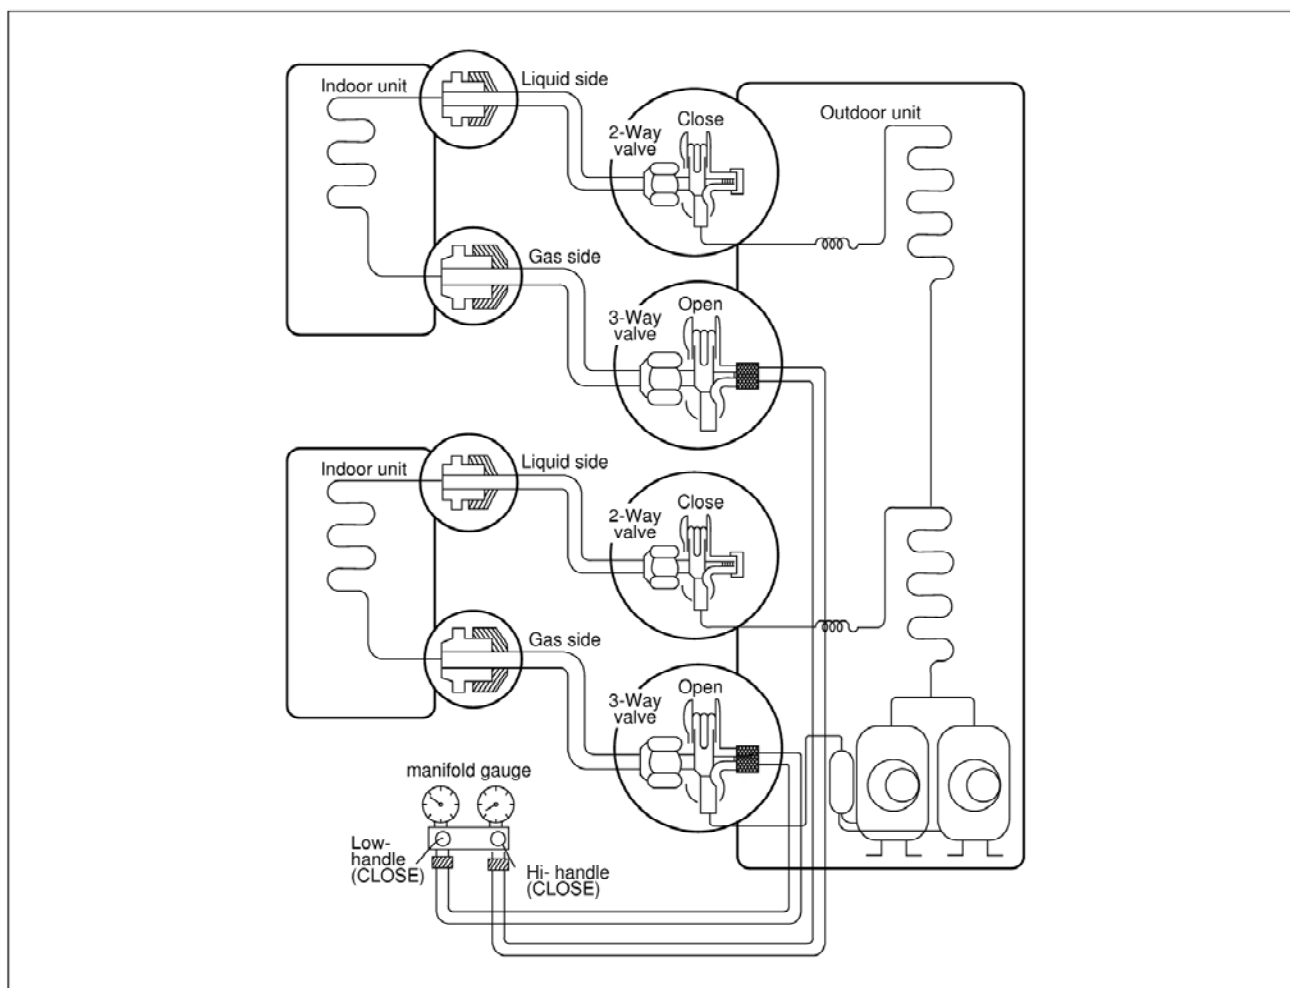 Indoor unit
Liquid side
2-Way
valve
Close
Outdoor unit
Gas side
3-Way
valve
Open
Indoor unit
Liquid side
2-Way
valve
Close
Gas side
3-Way
valve
Open
manifold gauge
Low-
handle
(CLOSE)
Hi- handle
(CLOSE)